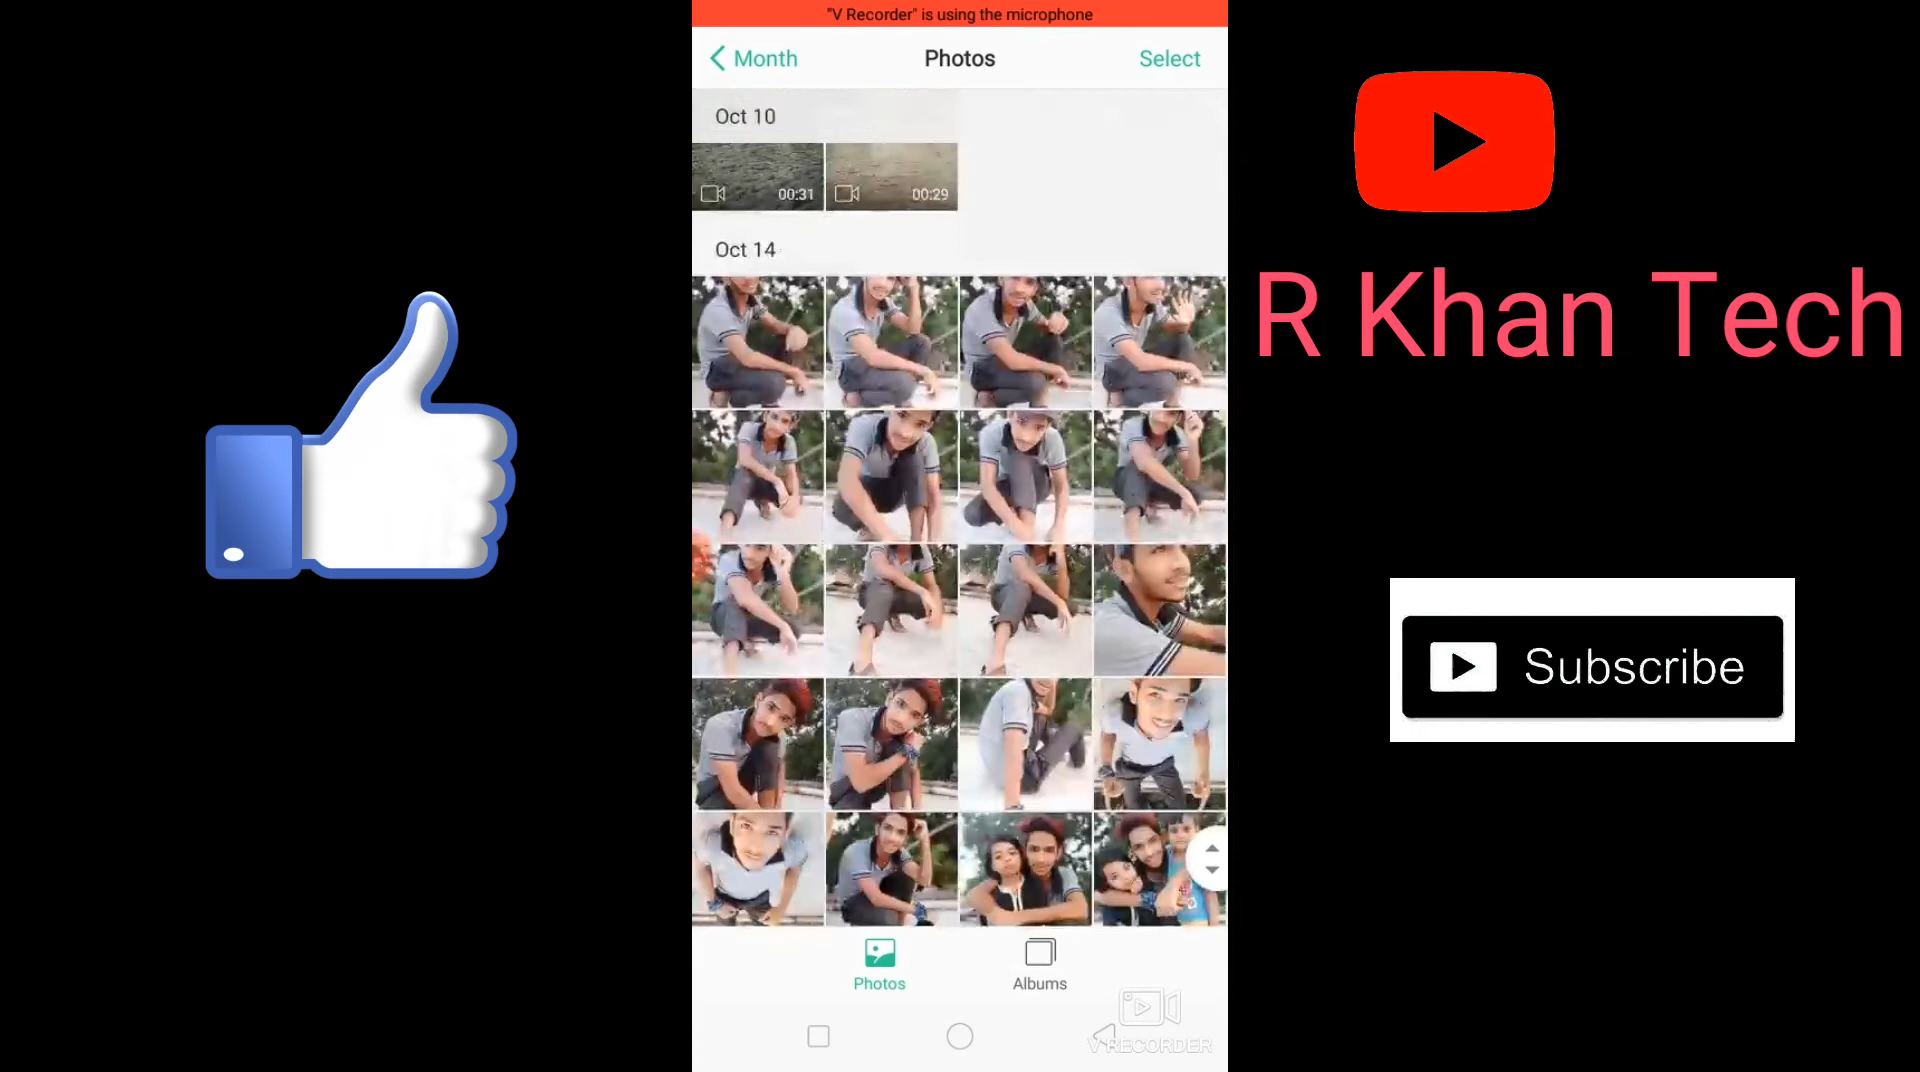 "V Recorder" is using the microphone
Month
Photos
Select
Oct 10
00:31
00:29
Oct 14
R Khan Tech
Subscribe
Photos
Albums
V RECORDER